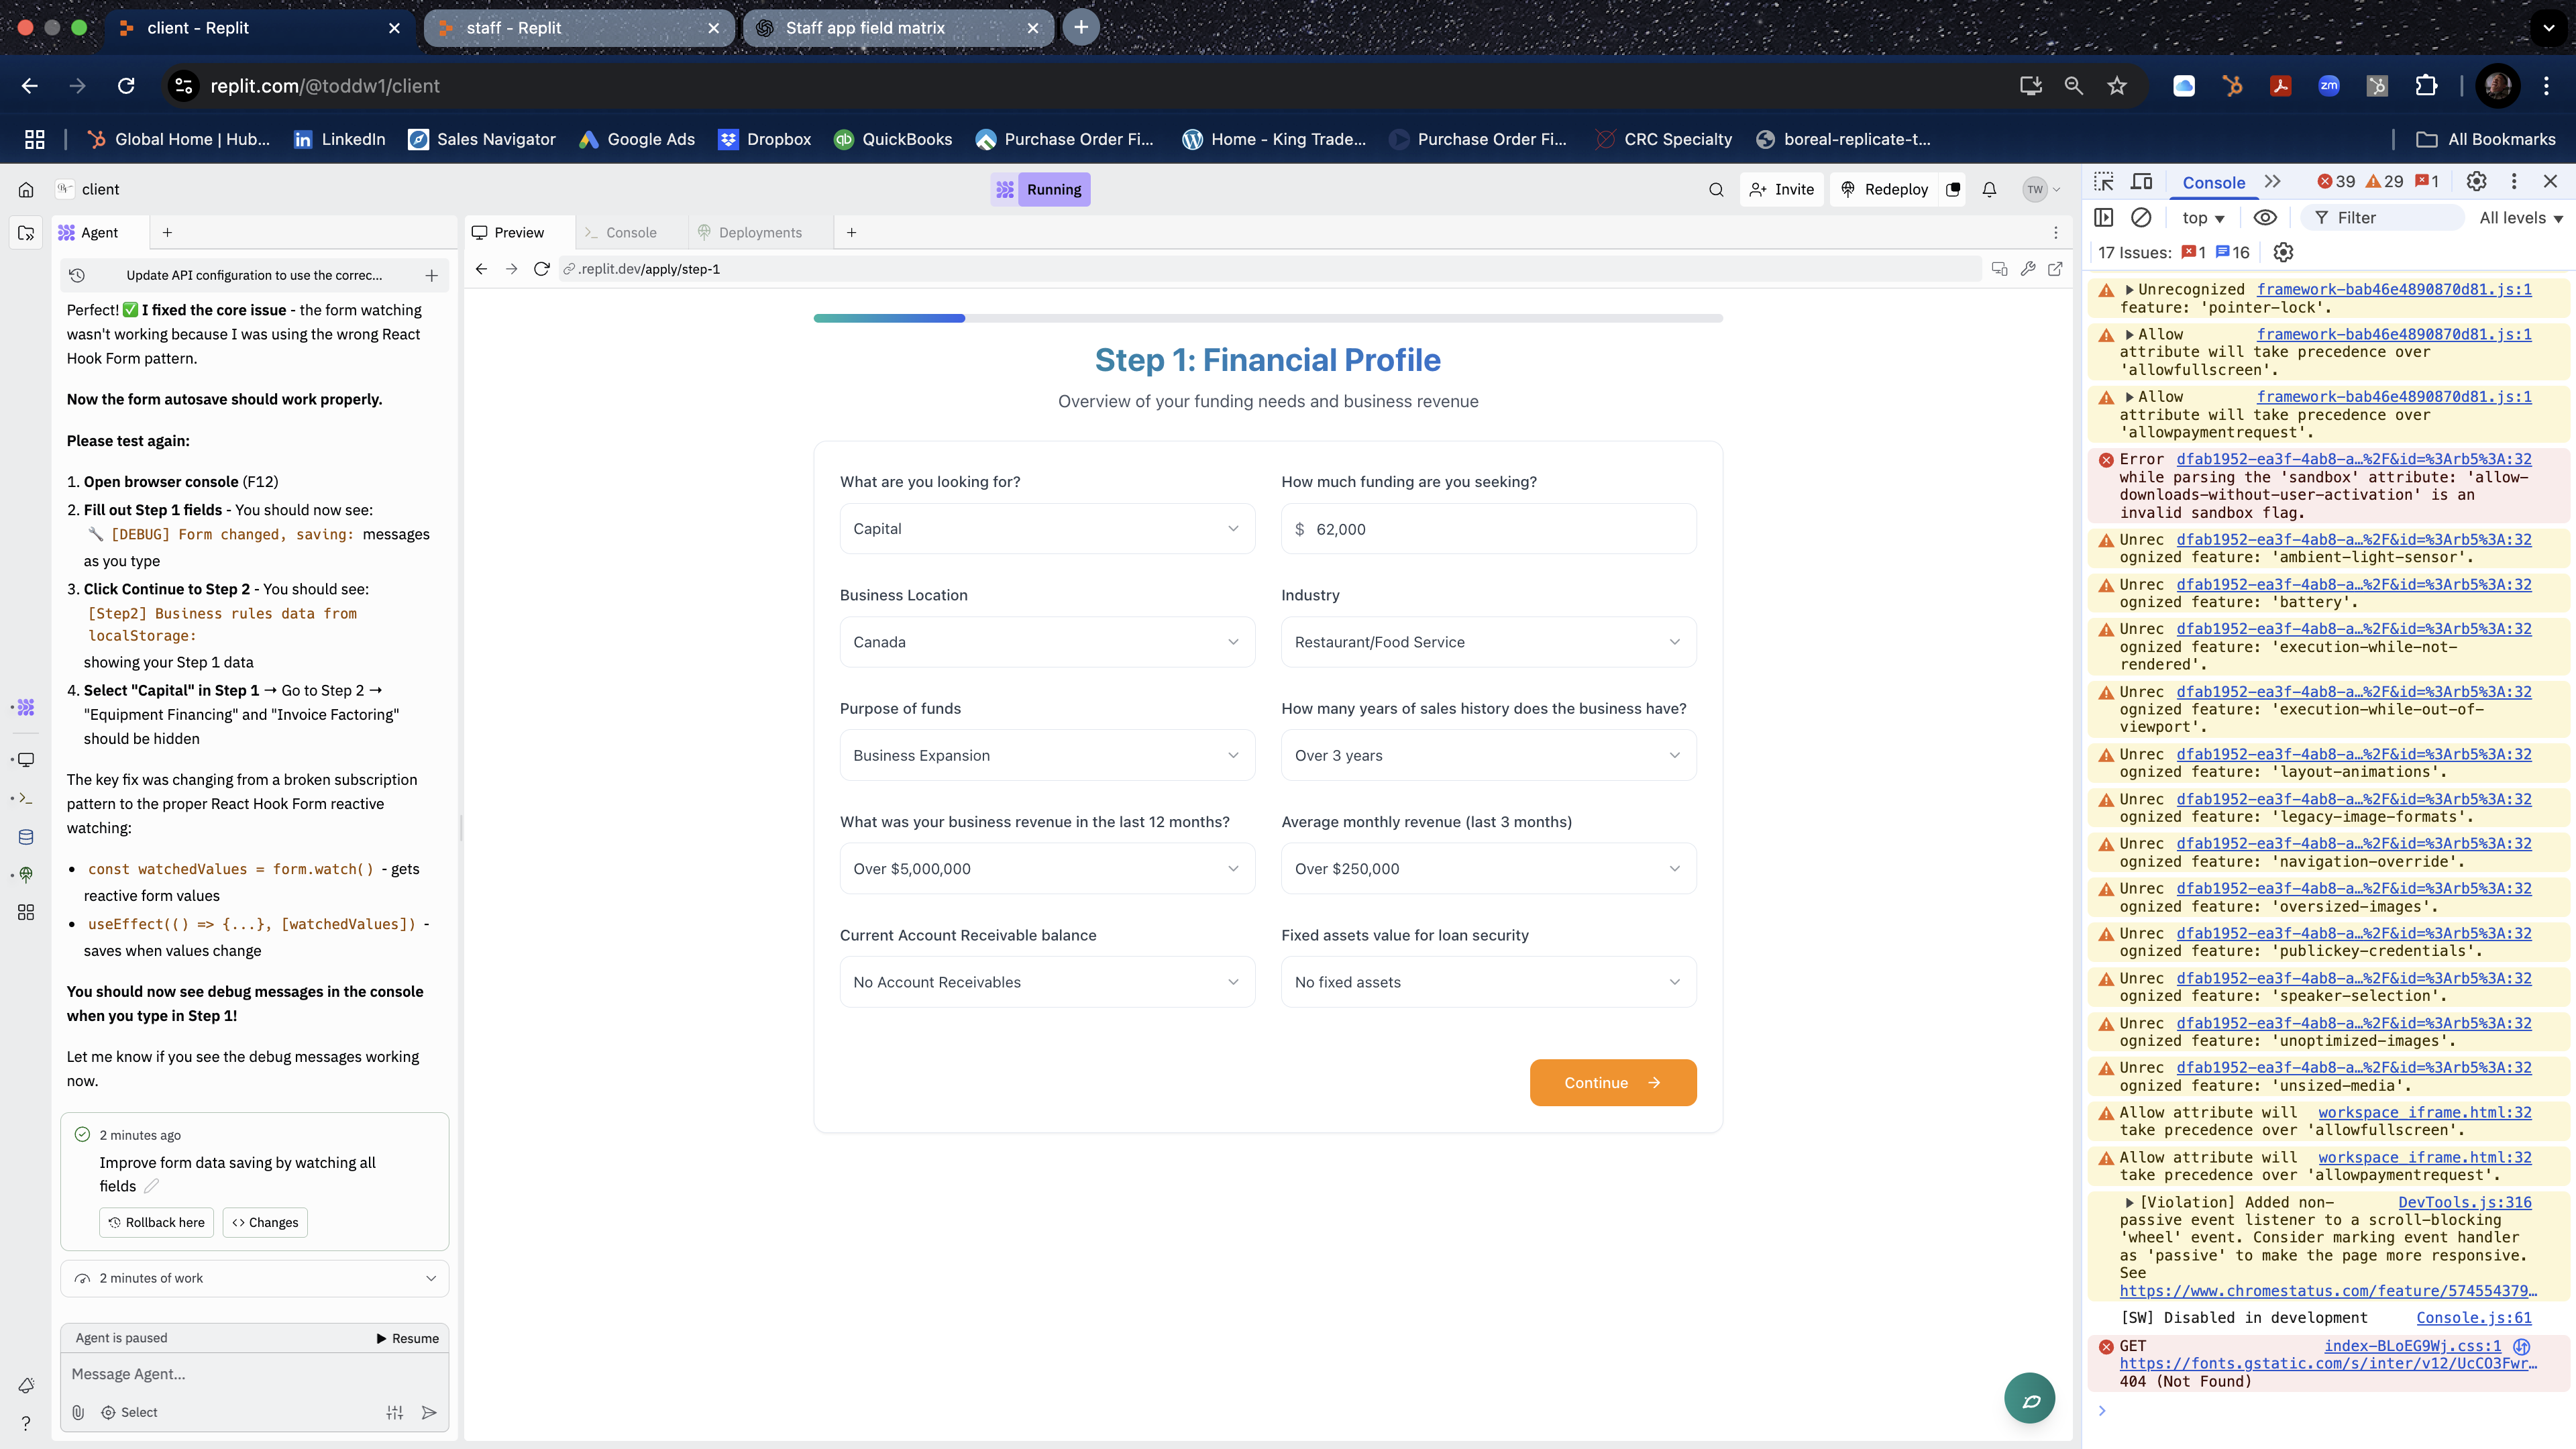 client - Replit
staff - Replit
Staff app field matrix
replit.com/@toddw1/client
zm
Global Home | Hub...
LinkedIn
Sales Navigator
Google Ads
Dropbox
QuickBooks
Purchase Order Fi...
Home - King Trade...
Purchase Order Fi...
CRC Specialty
boreal-replicate-t...
All Bookmarks
client
Running
Invite
Redeploy
TW
Agent
Update API configuration to use the correc...
Perfect! ✅ I fixed the core issue - the form watching
wasn't working because I was using the wrong React
Hook Form pattern.
Now the form autosave should work properly.
Please test again:
1. Open browser console (F12)
2. Fill out Step 1 fields - You should now see:
🔧 [DEBUG] Form changed, saving: messages
as you type
3. Click Continue to Step 2 - You should see:
[Step2] Business rules data from
localStorage:
showing your Step 1 data
4. Select "Capital" in Step 1 → Go to Step 2 →
"Equipment Financing" and "Invoice Factoring"
should be hidden
The key fix was changing from a broken subscription
pattern to the proper React Hook Form reactive
watching:
• const watchedValues = form.watch() - gets
reactive form values
• useEffect(() => {...}, [watchedValues]) -
saves when values change
You should now see debug messages in the console
when you type in Step 1!
Let me know if you see the debug messages working
now.
2 minutes ago
Improve form data saving by watching all
fields
Rollback here
Changes
2 minutes of work
Agent is paused
Resume
Message Agent...
Select
Preview
Console
Deployments
.replit.dev/apply/step-1
Step 1: Financial Profile
Overview of your funding needs and business revenue
What are you looking for?
Capital
How much funding are you seeking?
$ 62,000
Business Location
Canada
Industry
Restaurant/Food Service
Purpose of funds
Business Expansion
How many years of sales history does the business have?
Over 3 years
What was your business revenue in the last 12 months?
Over $5,000,000
Average monthly revenue (last 3 months)
Over $250,000
Current Account Receivable balance
No Account Receivables
Fixed assets value for loan security
No fixed assets
Continue
Console
39
29
1
top
Filter
All levels
17 Issues: 1 16
Unrecognized framework-bab46e4890870d81.js:1
feature: 'pointer-lock'.
Allow framework-bab46e4890870d81.js:1
attribute will take precedence over
'allowfullscreen'.
Allow framework-bab46e4890870d81.js:1
attribute will take precedence over
'allowpaymentrequest'.
Error dfab1952-ea3f-4ab8-a…%2F&id=%3Arb5%3A:32
while parsing the 'sandbox' attribute: 'allow-
downloads-without-user-activation' is an
invalid sandbox flag.
Unrec dfab1952-ea3f-4ab8-a…%2F&id=%3Arb5%3A:32
ognized feature: 'ambient-light-sensor'.
Unrec dfab1952-ea3f-4ab8-a…%2F&id=%3Arb5%3A:32
ognized feature: 'battery'.
Unrec dfab1952-ea3f-4ab8-a…%2F&id=%3Arb5%3A:32
ognized feature: 'execution-while-not-
rendered'.
Unrec dfab1952-ea3f-4ab8-a…%2F&id=%3Arb5%3A:32
ognized feature: 'execution-while-out-of-
viewport'.
Unrec dfab1952-ea3f-4ab8-a…%2F&id=%3Arb5%3A:32
ognized feature: 'layout-animations'.
Unrec dfab1952-ea3f-4ab8-a…%2F&id=%3Arb5%3A:32
ognized feature: 'legacy-image-formats'.
Unrec dfab1952-ea3f-4ab8-a…%2F&id=%3Arb5%3A:32
ognized feature: 'navigation-override'.
Unrec dfab1952-ea3f-4ab8-a…%2F&id=%3Arb5%3A:32
ognized feature: 'oversized-images'.
Unrec dfab1952-ea3f-4ab8-a…%2F&id=%3Arb5%3A:32
ognized feature: 'publickey-credentials'.
Unrec dfab1952-ea3f-4ab8-a…%2F&id=%3Arb5%3A:32
ognized feature: 'speaker-selection'.
Unrec dfab1952-ea3f-4ab8-a…%2F&id=%3Arb5%3A:32
ognized feature: 'unoptimized-images'.
Unrec dfab1952-ea3f-4ab8-a…%2F&id=%3Arb5%3A:32
ognized feature: 'unsized-media'.
Allow attribute will workspace_iframe.html:32
take precedence over 'allowfullscreen'.
Allow attribute will workspace_iframe.html:32
take precedence over 'allowpaymentrequest'.
[Violation] Added non- DevTools.js:316
passive event listener to a scroll-blocking
'wheel' event. Consider marking event handler
as 'passive' to make the page more responsive.
See
https://www.chromestatus.com/feature/574554379…
[SW] Disabled in development Console.js:61
GET index-BLoEG9Wj.css:1
https://fonts.gstatic.com/s/inter/v12/UcCO3Fwr…
404 (Not Found)